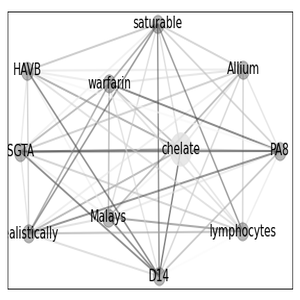 saturable
HAVB
Allium
warfarin
SGTA
chelate
PA8
Malays
alistically
lymphocytes
D14